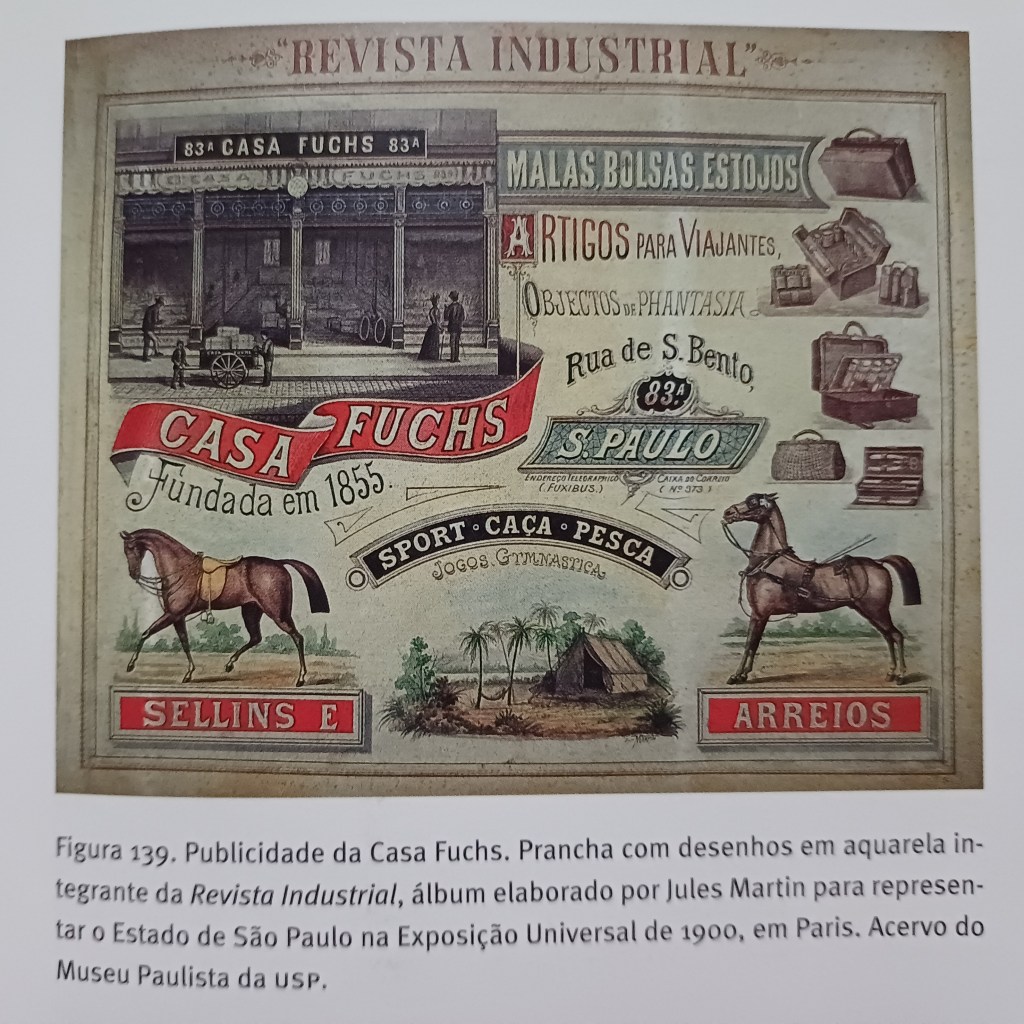 "REVISTA INDUSTRIAL"
83A CASA FUCHS 83A
CASA FUCHS
MALAS, BOLSAS, ESTOJOS
ARTIGOS PARA VIAJANTES,
OBJECTOS DE PHANTASIA
Rua de S. Bento,
83A
S. PAULO
ENDEREÇO TELEGRAPHICO
(FUXIBUS.)
CAIXA DO CORREIO
(Nº 373)
CASA FUCHS
Fundada em 1855.
SPORT · CAÇA · PESCA
JOGOS. GYMNASTICA.
SELLINS E
ARREIOS
Figura 139. Publicidade da Casa Fuchs. Prancha com desenhos em aquarela in-
tegrante da Revista Industrial, álbum elaborado por Jules Martin para represen-
tar o Estado de São Paulo na Exposição Universal de 1900, em Paris. Acervo do
Museu Paulista da USP.